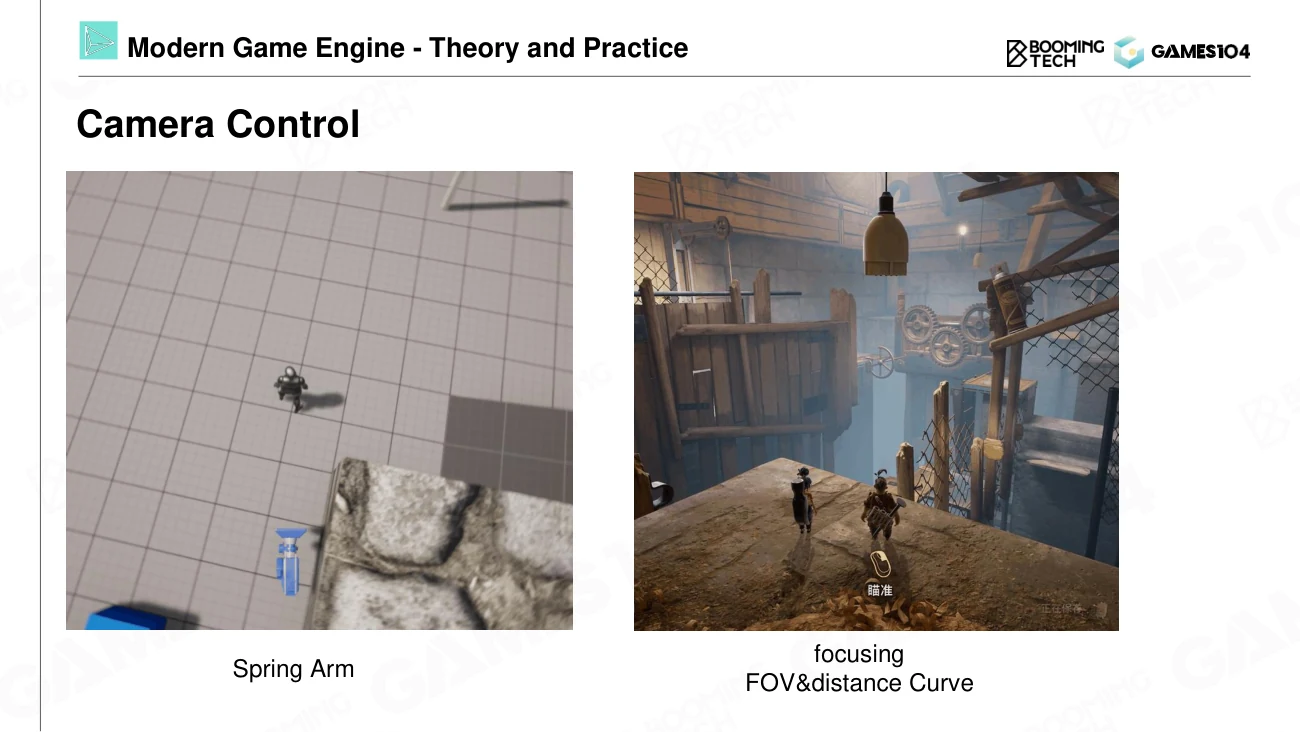 Modern Game Engine - Theory and Practice
BOOMING
TECH
GAMES104
Camera Control
瞄准
Spring Arm
focusing
FOV&distance Curve